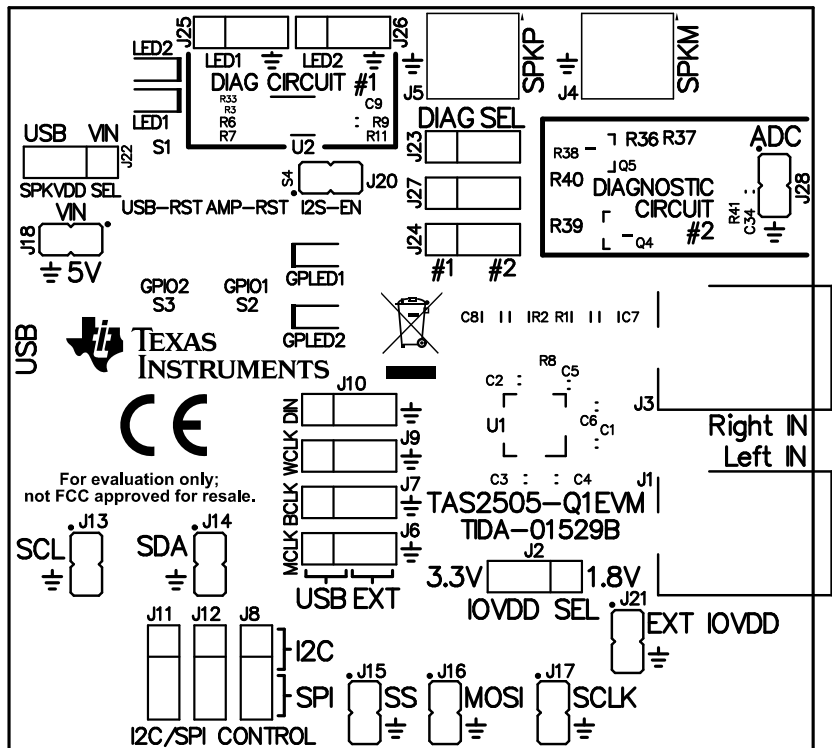 J25
LED1
LED2
J26
LED2
LED1
DIAG CIRCUIT #1
R33
R3
R6
R7
C9
R9
R11
U2
S1
J5
SPKP
J4
SPKM
USB VIN
J22
SPKVDD SEL
VIN
J18
5V
USB-RST AMP-RST I2S-EN
S4
J20
DIAG SEL
J23
J27
J24
#1 #2
R38
R36 R37
Q5
R40
R39
Q4
DIAGNOSTIC
CIRCUIT
#2
R41
C34
ADC
J28
GPIO2
S3
GPIO1
S2
GPLED1
GPLED2
USB
TEXAS
INSTRUMENTS
CE
For evaluation only;
not FCC approved for resale.
C8
R2
R1
C7
R8
C2
C5
U1
C6
C1
C3
C4
J3
Right IN
Left IN
J1
TAS2505-Q1EVM
TIDA-01529B
J10
DIN
J9
WCLK
J7
BCLK
J6
MCLK
USB EXT
J2
3.3V
1.8V
IOVDD SEL
J13
SCL
J14
SDA
J21
EXT IOVDD
J11
J12
J8
I2C
SPI
I2C/SPI CONTROL
J15
SS
J16
MOSI
J17
SCLK